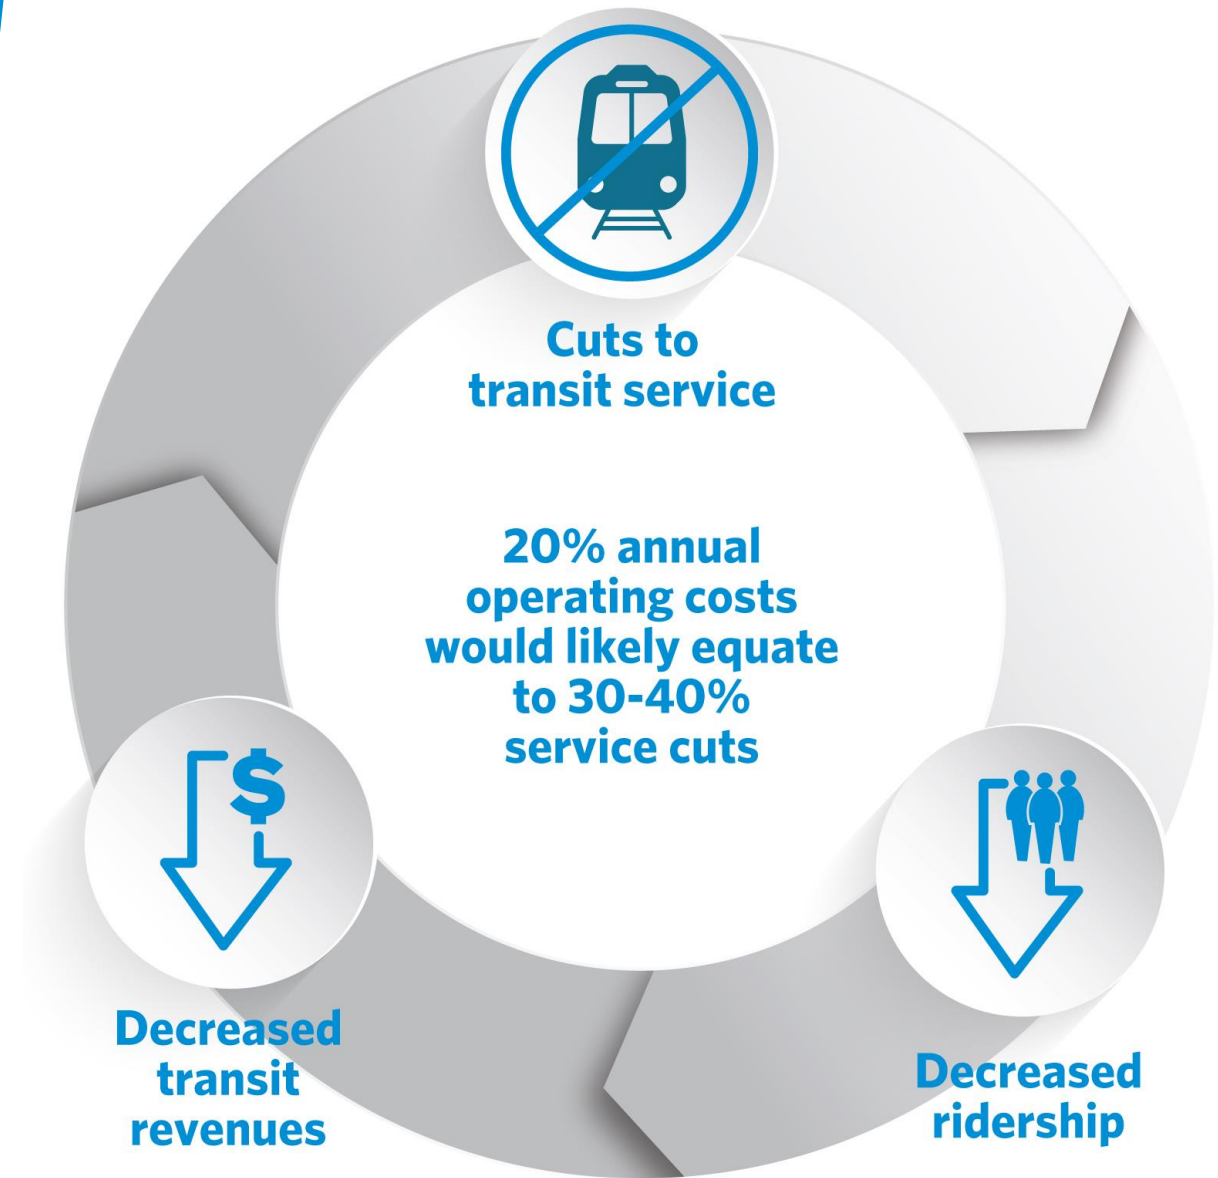 Cuts to
transit service
20% annual
operating costs
would likely equate
to 30-40%
service cuts
$
Decreased
transit
revenues
Decreased
ridership